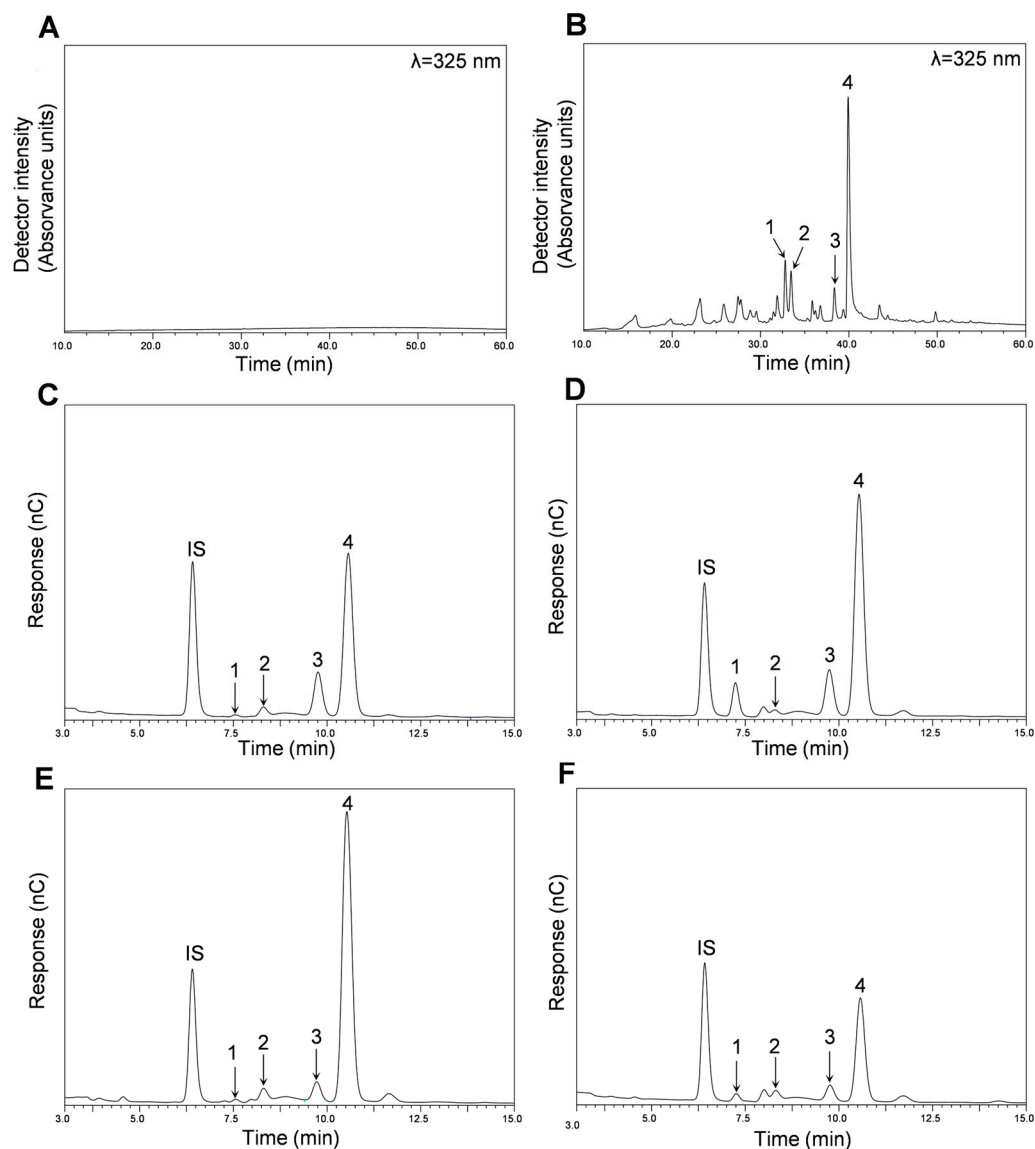 A
λ=325 nm
Detector intensity
(Absorvance units)
10.0 20.0 30.0 40.0 50.0 60.0
Time (min)
B
λ=325 nm
4
1
2
3
Detector intensity
(Absorvance units)
10.0 20.0 30.0 40.0 50.0 60.0
Time (min)
C
IS
1
2
3
4
Response (nC)
3.0 5.0 7.5 10.0 12.5 15.0
Time (min)
D
IS
1
2
3
4
Response (nC)
3.0 5.0 7.5 10.0 12.5 15.0
Time (min)
E
IS
1
2
3
4
Response (nC)
3.0 5.0 7.5 10.0 12.5 15.0
Time (min)
F
IS
1
2
3
4
Response (nC)
3.0 5.0 7.5 10.0 12.5 15.0
Time (min)